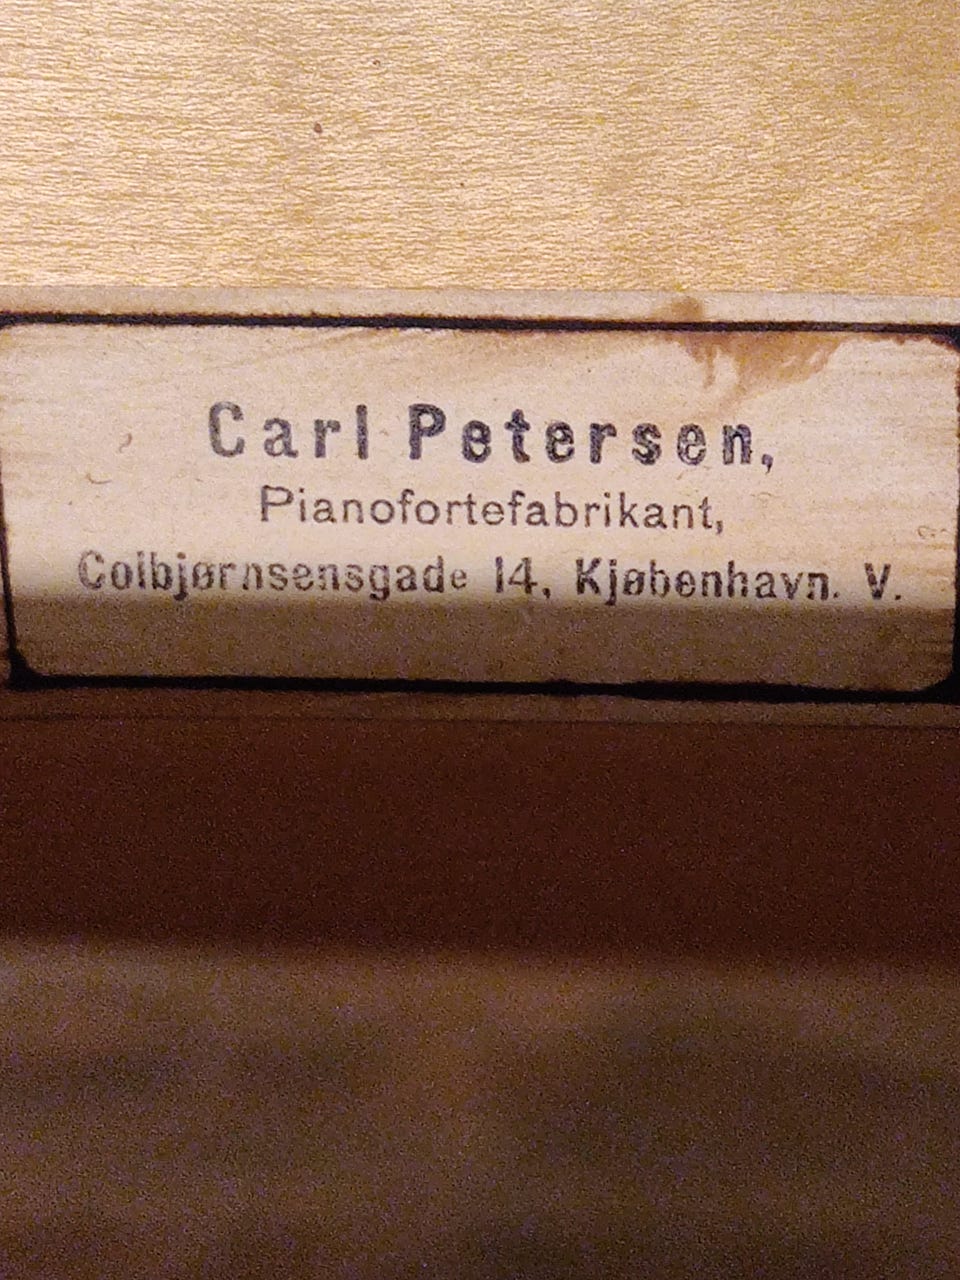 Carl Petersen,
Pianofortefabrikant,
Colbjørnsensgade 14, Kjøbenhavn. V.